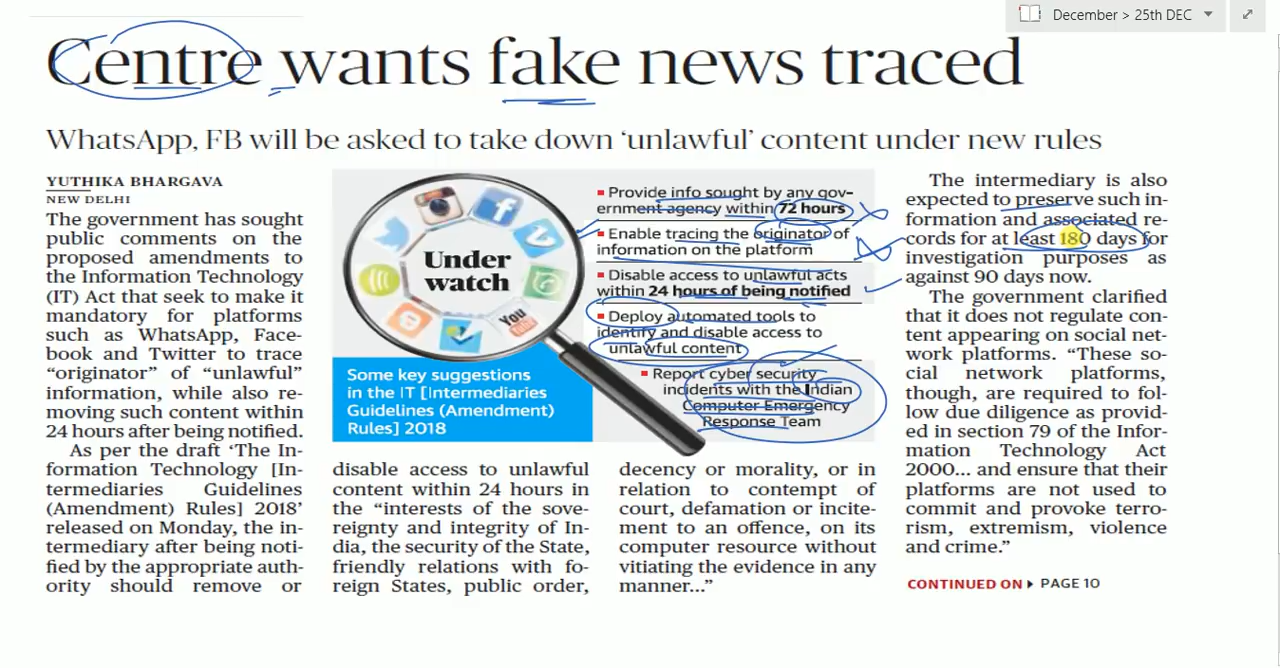 December > 25th DEC
Centre wants fake news traced
WhatsApp, FB will be asked to take down ‘unlawful’ content under new rules
YUTHIKA BHARGAVA
NEW DELHI
The government has sought
public comments on the
proposed amendments to
the Information Technology
(IT) Act that seek to make it
mandatory for platforms
such as WhatsApp, Face-
book and Twitter to trace
“originator” of “unlawful”
information, while also re-
moving such content within
24 hours after being notified.
As per the draft ‘The In-
formation Technology [In-
termediaries Guidelines
(Amendment) Rules] 2018’
released on Monday, the in-
termediary after being noti-
fied by the appropriate auth-
ority should remove or
Under
watch
You
Tube
Some key suggestions
in the IT [Intermediaries
Guidelines (Amendment)
Rules] 2018
Provide info sought by any gov-
ernment agency within 72 hours
Enable tracing the originator of
information on the platform
Disable access to unlawful acts
within 24 hours of being notified
Deploy automated tools to
identify and disable access to
unlawful content
Report cyber security
incidents with the Indian
Computer Emergency
Response Team
disable access to unlawful
content within 24 hours in
the “interests of the sove-
reignty and integrity of In-
dia, the security of the State,
friendly relations with fo-
reign States, public order,
decency or morality, or in
relation to contempt of
court, defamation or incite-
ment to an offence, on its
computer resource without
vitiating the evidence in any
manner...”
The intermediary is also
expected to preserve such in-
formation and associated re-
cords for at least 180 days for
investigation purposes as
against 90 days now.
The government clarified
that it does not regulate con-
tent appearing on social net-
work platforms. “These so-
cial network platforms,
though, are required to fol-
low due diligence as provid-
ed in section 79 of the Infor-
mation Technology Act
2000... and ensure that their
platforms are not used to
commit and provoke terro-
rism, extremism, violence
and crime.”
CONTINUED ON PAGE 10